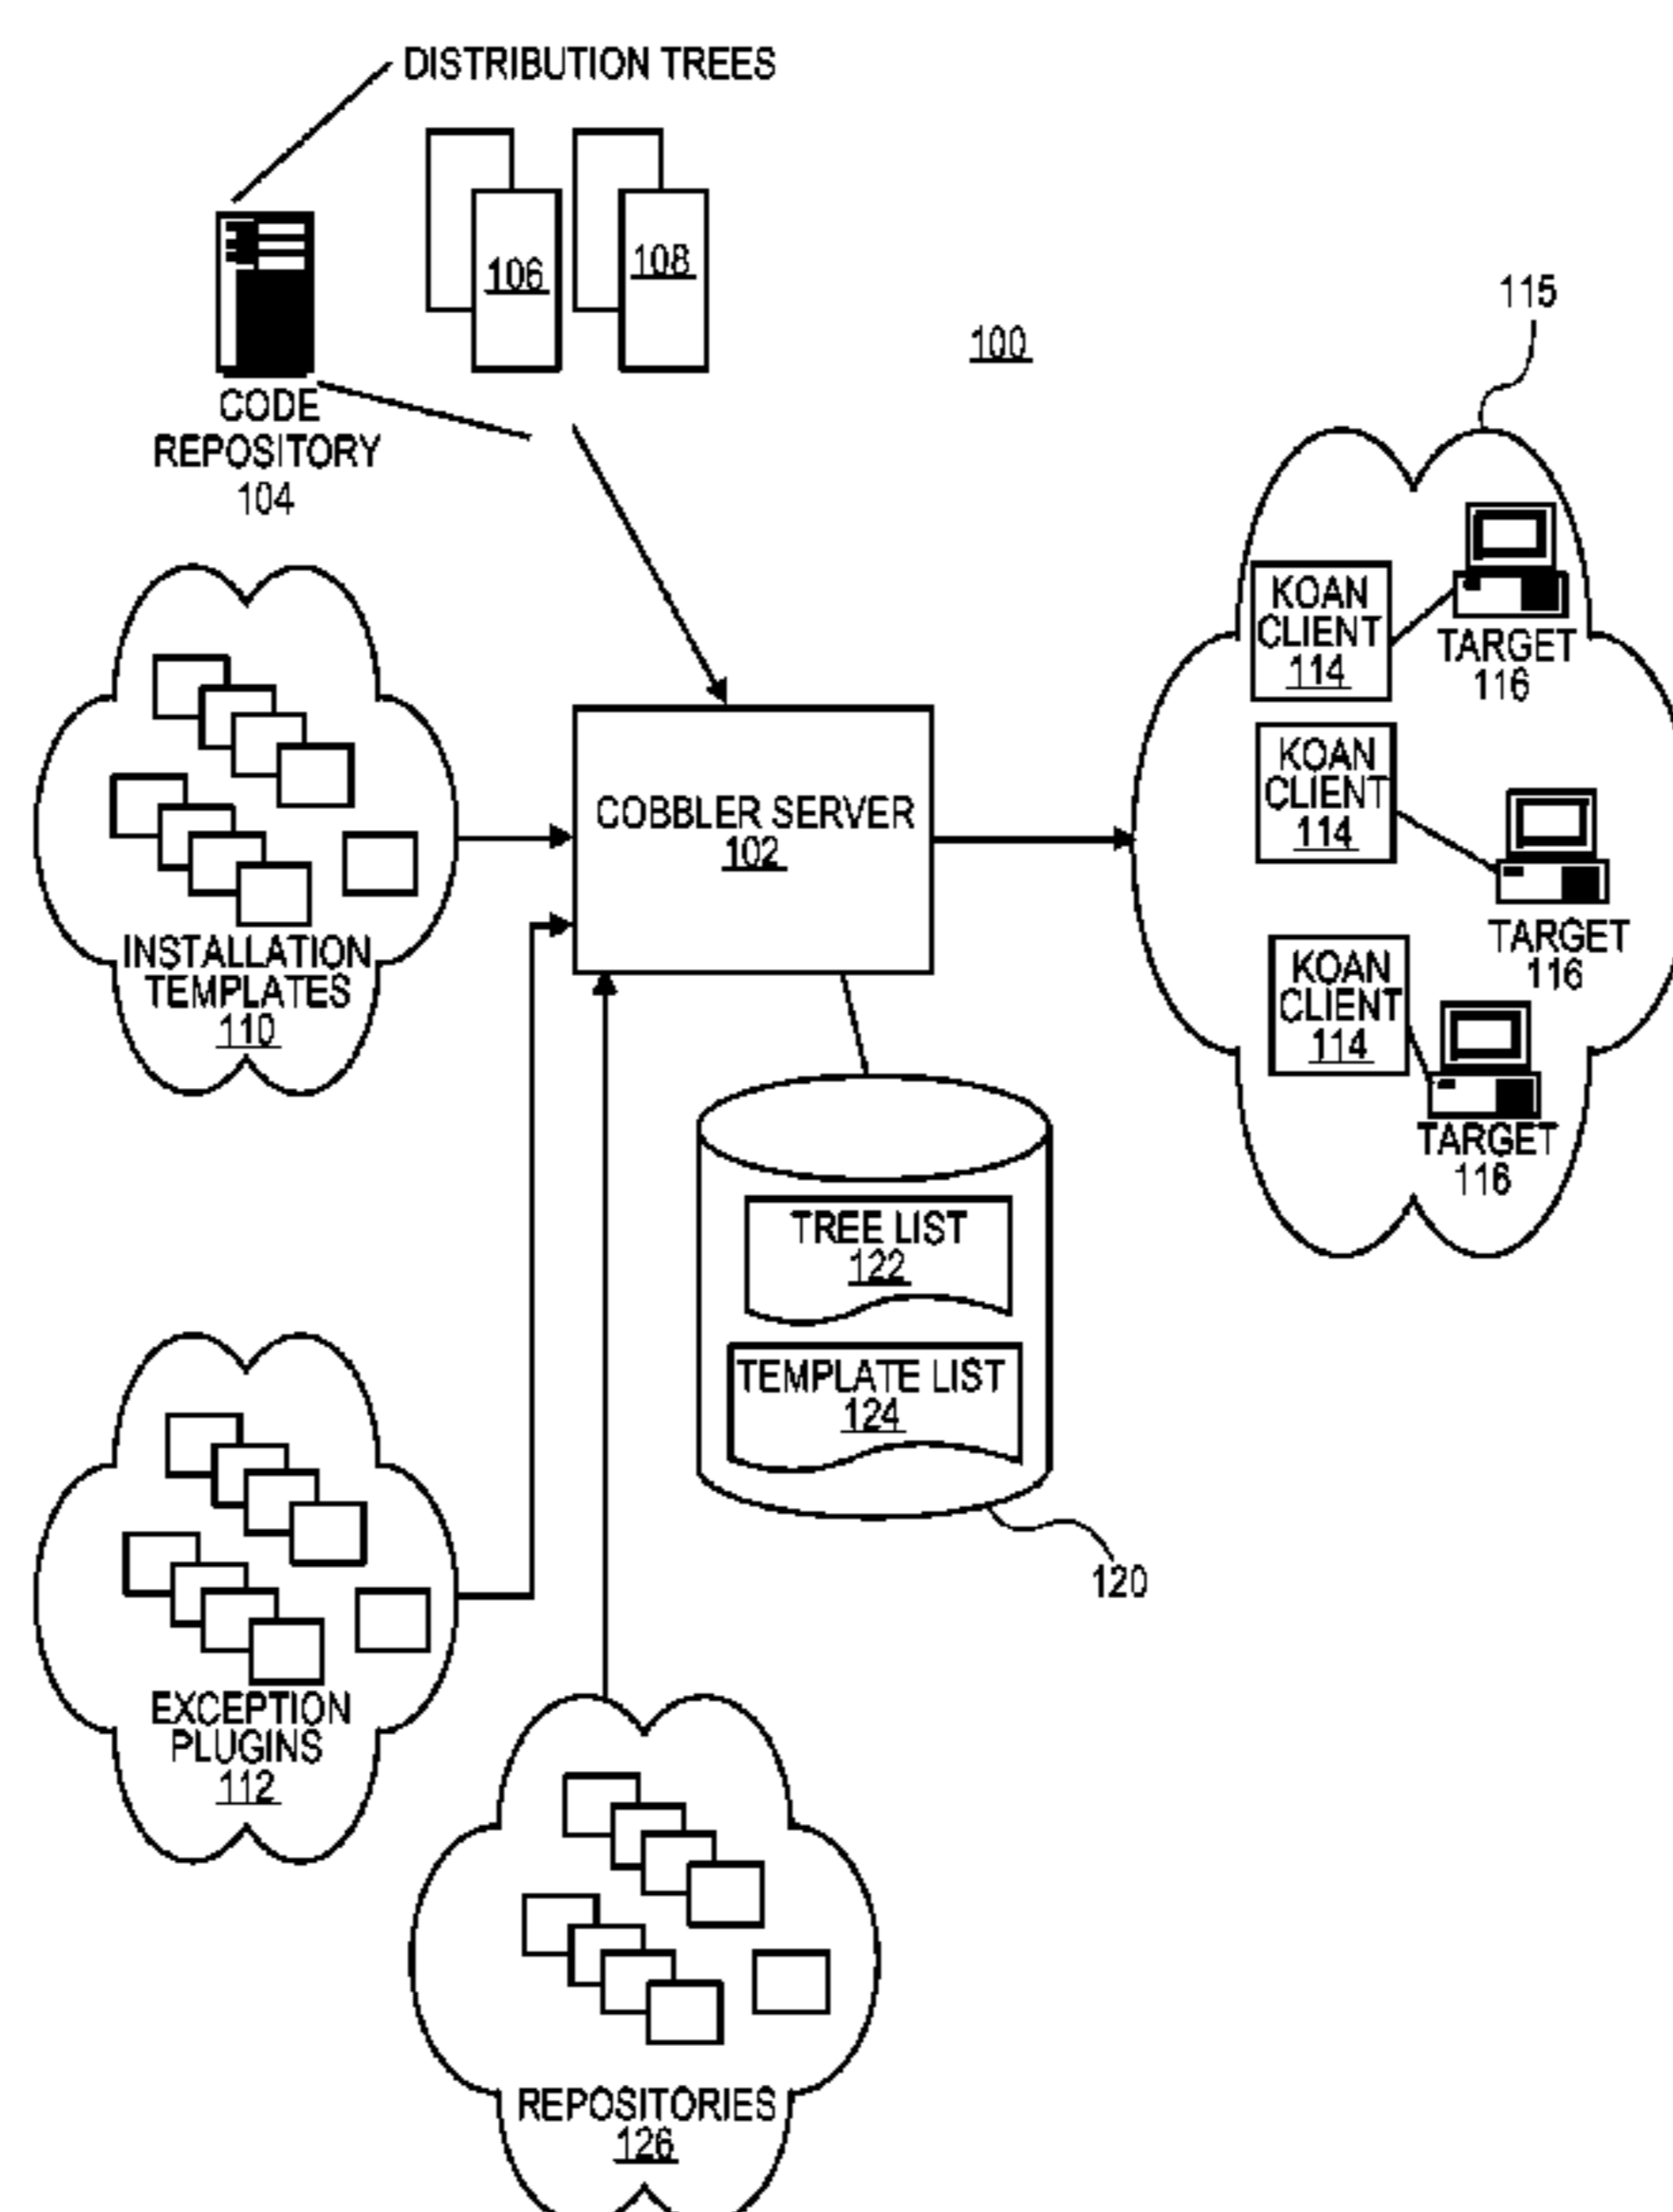 DISTRIBUTION TREES
106
108
CODE
REPOSITORY
104
100
115
KOAN
CLIENT
114
TARGET
116
KOAN
CLIENT
114
TARGET
116
KOAN
CLIENT
114
TARGET
116
COBBLER SERVER
102
INSTALLATION
TEMPLATES
110
TREE LIST
122
TEMPLATE LIST
124
120
EXCEPTION
PLUGINS
112
REPOSITORIES
126